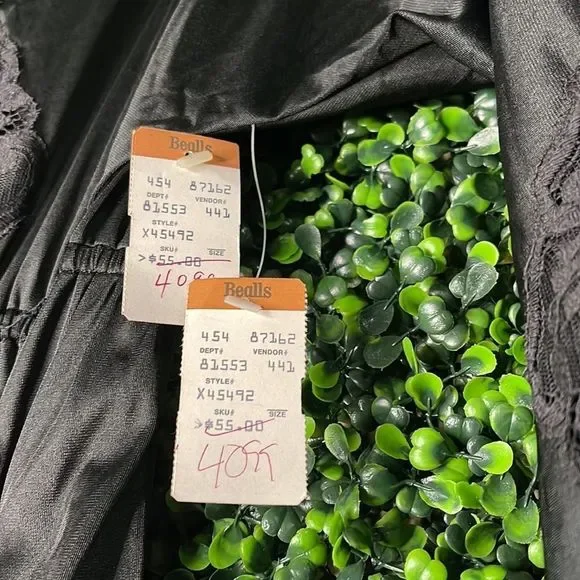 Bealls
454 87162
DEPT# VENDOR#
81553 441
STYLE#
X45492
SKU# SIZE
>$55.00
Bealls
454 87162
DEPT# VENDOR#
81553 441
STYLE#
X45492
SKU# SIZE
>$55.00
4099